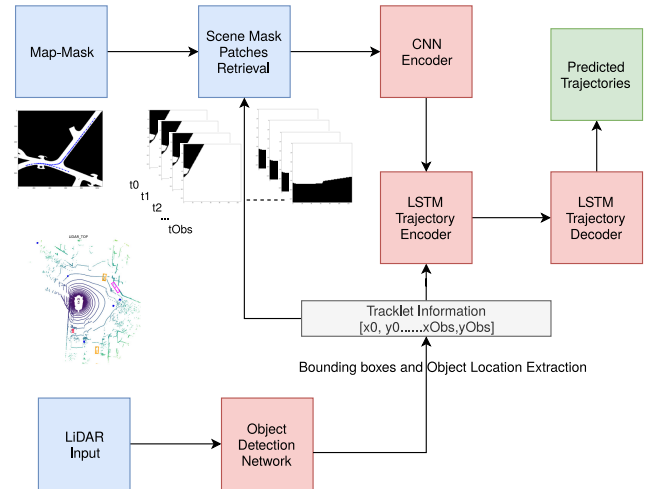 Map-Mask
Scene Mask
Patches
Retrieval
CNN
Encoder
Predicted
Trajectories
t0
t1
t2
...
tObs
LSTM
Trajectory
Encoder
LSTM
Trajectory
Decoder
LIDAR_TOP
Tracklet Information
[x0, y0......xObs,yObs]
Bounding boxes and Object Location Extraction
LiDAR
Input
Object
Detection
Network